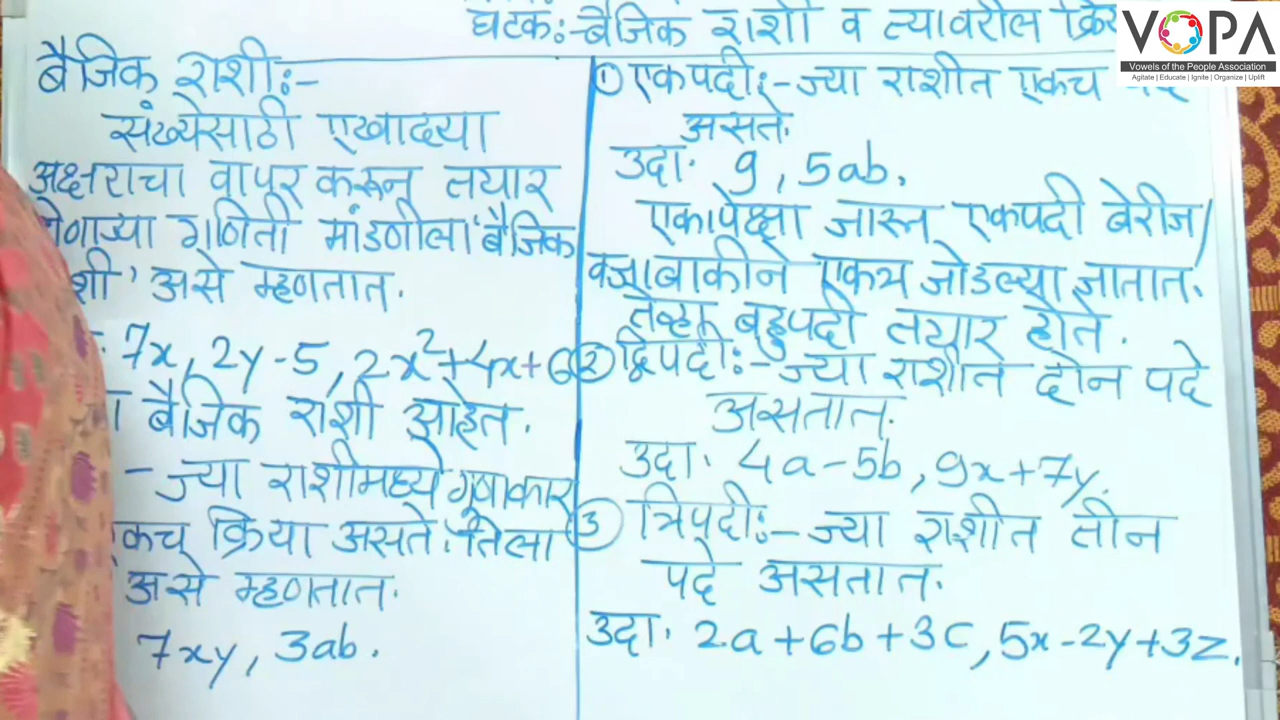 घटक:-बैजिक राशी व त्यावरील
VOPA
Vowels of the People Association
Agitate | Educate | Ignite | Organize | Uplift
बैजिक राशी:-
संख्येसाठी एखादया
अक्षराचा वापर करून तयार
गणिती मांडणीला 'बैजिक
असे म्हणतात.
7x, 2y-5, 2x²+4x+6
बैजिक राशी आहेत.
- ज्या राशीमध्ये गुणाकार
क्रिया असते. तिला
असे म्हणतात.
7xy, 3ab.
① एकपदी:- ज्या राशीत एकच
असते.
उदा. 9, 5ab.
एकापेक्षा जास्त एकपदी बेरीज/
वजाबाकीने एकत्र जोडल्या जातात.
तेव्हा बहुपदी तयार होते.
② द्विपदी:- ज्या राशीत दोन पदे
असतात.
उदा. 4a-5b, 9x+7y.
③ त्रिपदी:- ज्या राशीत तीन
पदे असतात.
उदा. 2a+6b+3c, 5x-2y+3z.